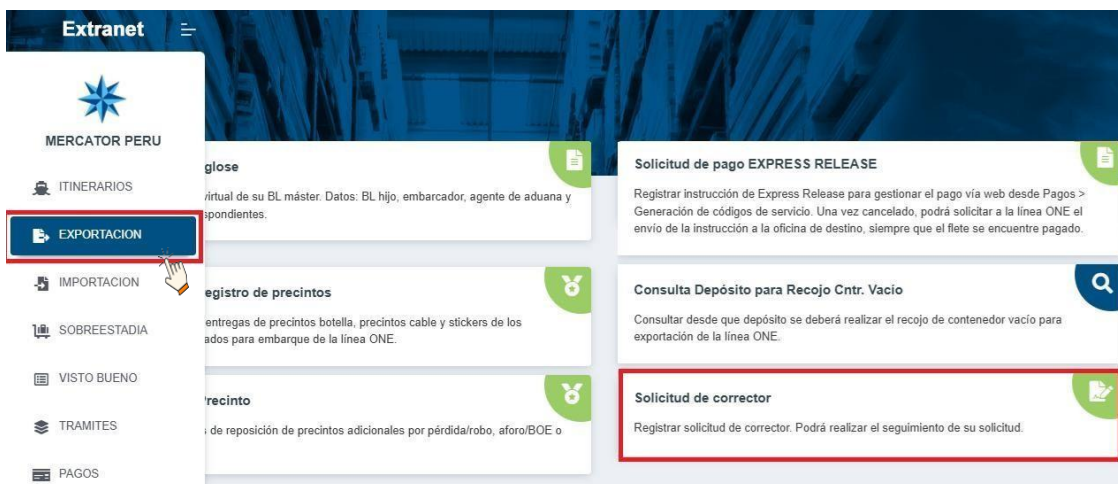 Extranet
MERCATOR PERU
ITINERARIOS
EXPORTACION
IMPORTACION
SOBREESTADIA
VISTO BUENO
TRAMITES
PAGOS
glose
virtual de su BL máster. Datos: BL hijo, embarcador, agente de aduana y
spondientes.
Solicitud de pago EXPRESS RELEASE
Registrar instrucción de Express Release para gestionar el pago vía web desde Pagos >
Generación de códigos de servicio. Una vez cancelado, podrá solicitar a la línea ONE el
envío de la instrucción a la oficina de destino, siempre que el flete se encuentre pagado.
egistro de precintos
entregas de precintos botella, precintos cable y stickers de los
ados para embarque de la línea ONE.
Consulta Depósito para Recojo Cntr. Vacío
Consultar desde que depósito se deberá realizar el recojo de contenedor vacío para
exportación de la línea ONE.
recinto
s de reposición de precintos adicionales por pérdida/robo, aforo/BOE o
Solicitud de corrector
Registrar solicitud de corrector. Podrá realizar el seguimiento de su solicitud.